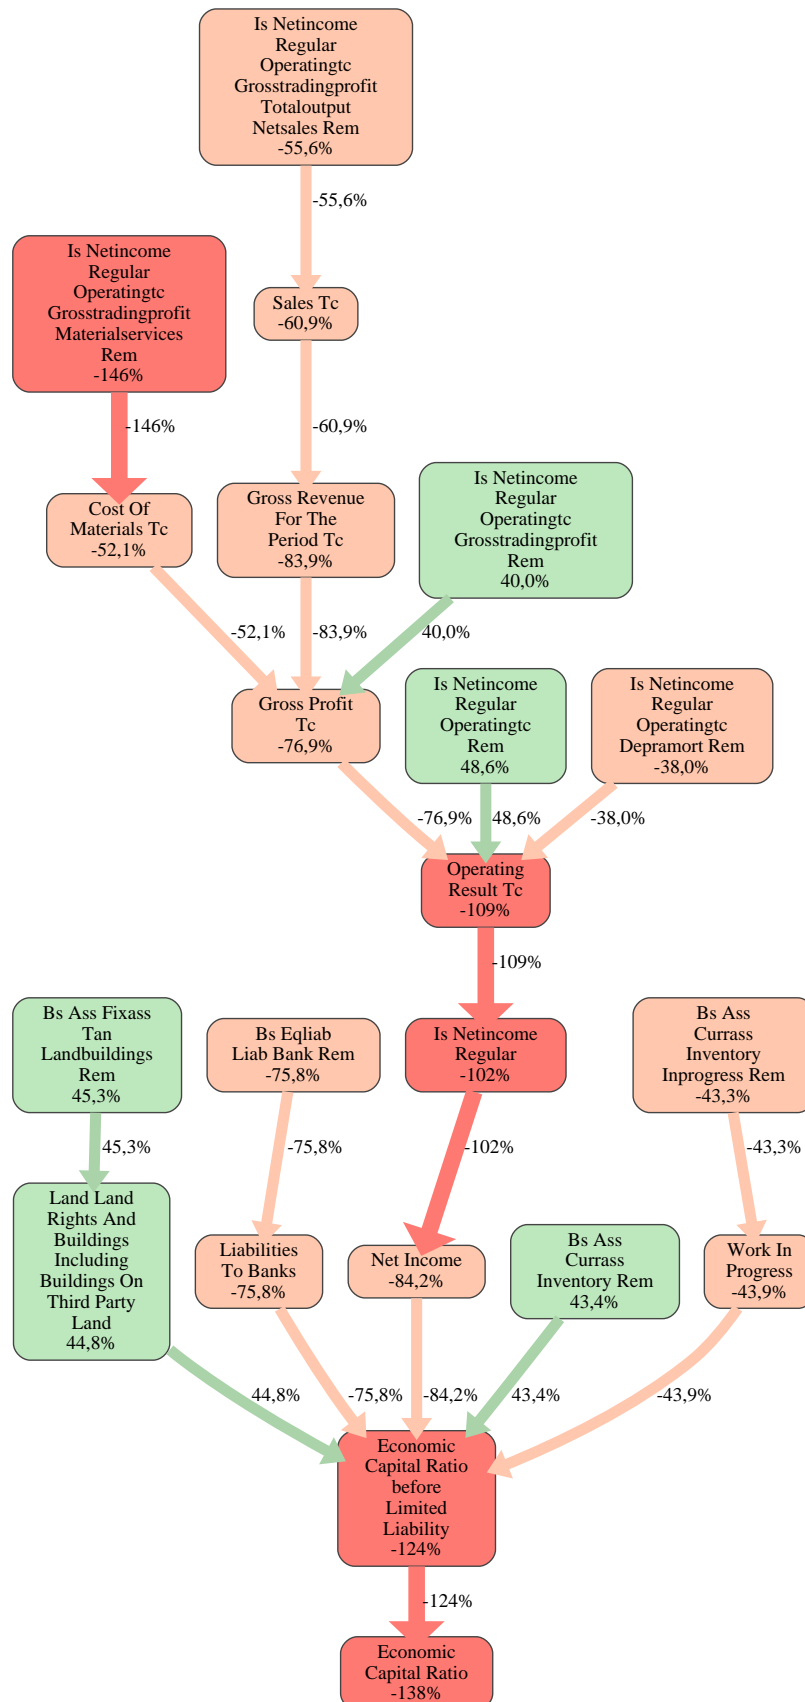 Is Netincome
Regular
Operatingtc
Grosstradingprofit
Totaloutput
Netsales Rem
-55,6%
-55,6%
Is Netincome
Regular
Operatingtc
Grosstradingprofit
Materialservices
Rem
-146%
Sales Tc
-60,9%
-146%
-60,9%
Is Netincome
Regular
Operatingtc
Grosstradingprofit
Rem
40,0%
Cost Of
Materials Tc
-52,1%
Gross Revenue
For The
Period Tc
-83,9%
-52,1%
-83,9%
40,0%
Gross Profit
Tc
-76,9%
Is Netincome
Regular
Operatingtc
Rem
48,6%
Is Netincome
Regular
Operatingtc
Depramort Rem
-38,0%
-76,9%
48,6%
-38,0%
Operating
Result Tc
-109%
-109%
Bs Ass Fixass
Tan
Landbuildings
Rem
45,3%
Bs Eqliab
Liab Bank Rem
-75,8%
Is Netincome
Regular
-102%
Bs Ass
Currass
Inventory
Inprogress Rem
-43,3%
45,3%
-75,8%
-102%
-43,3%
Land Land
Rights And
Buildings
Including
Buildings On
Third Party
Land
44,8%
Liabilities
To Banks
-75,8%
Net Income
-84,2%
Bs Ass
Currass
Inventory Rem
43,4%
Work In
Progress
-43,9%
44,8%
-75,8%
-84,2%
43,4%
-43,9%
Economic
Capital Ratio
before
Limited
Liability
-124%
-124%
Economic
Capital Ratio
-138%